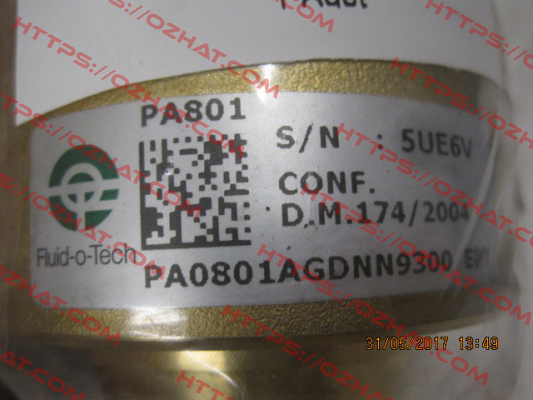 PA801
S/N : 5UE6V
CONF.
D.M.174/2004
Fluid-o-Tech
PA0801AGDNN9300
31/05/2017 13:49
HTTPS://OZHAT.COM